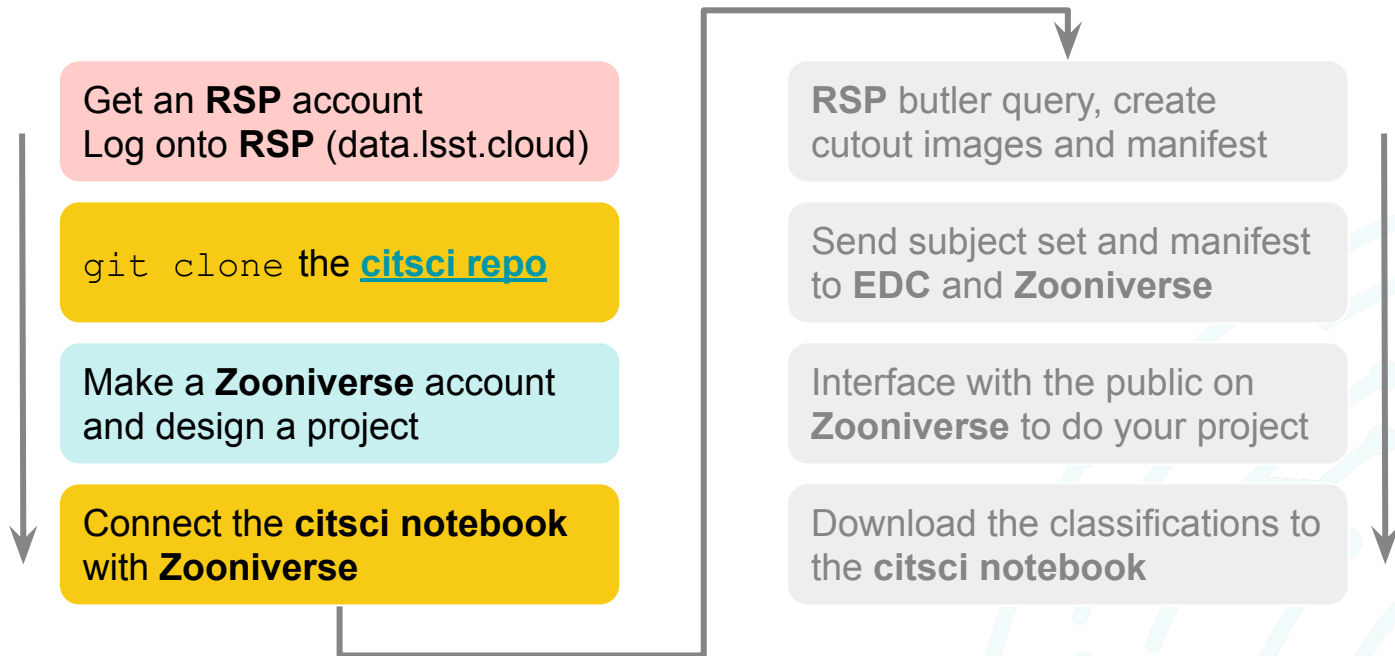 Get an RSP account
Log onto RSP (data.lsst.cloud)
git clone the citsci repo
Make a Zooniverse account
and design a project
Connect the citsci notebook
with Zooniverse
RSP butler query, create
cutout images and manifest
Send subject set and manifest
to EDC and Zooniverse
Interface with the public on
Zooniverse to do your project
Download the classifications to
the citsci notebook